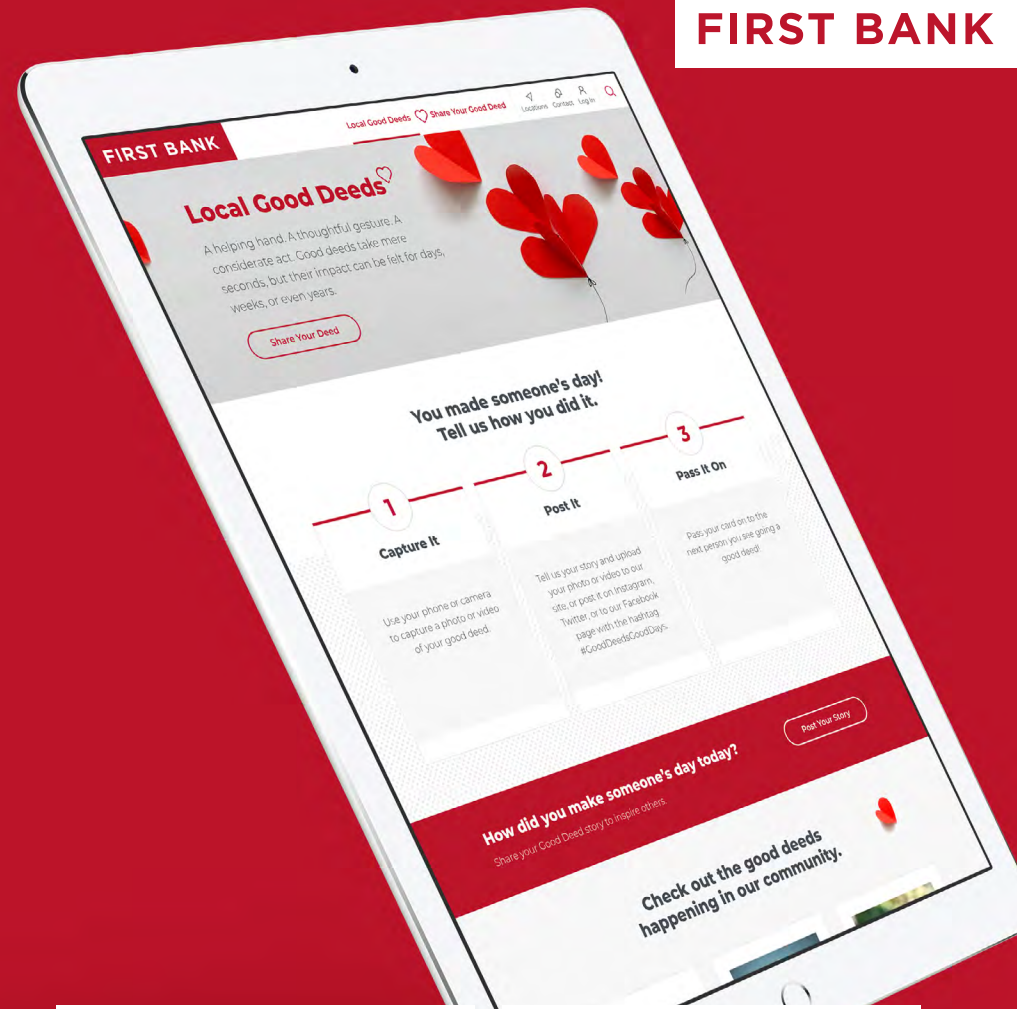 FIRST BANK
FIRST BANK
Local Good Deeds
Share Your Good Deed
Locations
Contact
Log In
Local Good Deeds
A helping hand. A thoughtful gesture. A
considerate act. Good deeds take mere
seconds, but their impact can be felt for days,
weeks, or even years.
Share Your Deed
You made someone's day!
Tell us how you did it.
1
Capture It
Use your phone or camera
to capture a photo or video
of your good deed.
2
Post It
Tell us your story and upload
your photo or video to our
site, or post it on Instagram,
Twitter, or to our Facebook
page with the hashtag
#GoodDeedsGoodDays.
3
Pass It On
Pass your card on to the
next person you see going a
good deed!
How did you make someone's day today?
Share your Good Deed story to inspire others.
Post Your Story
Check out the good deeds
happening in our community.